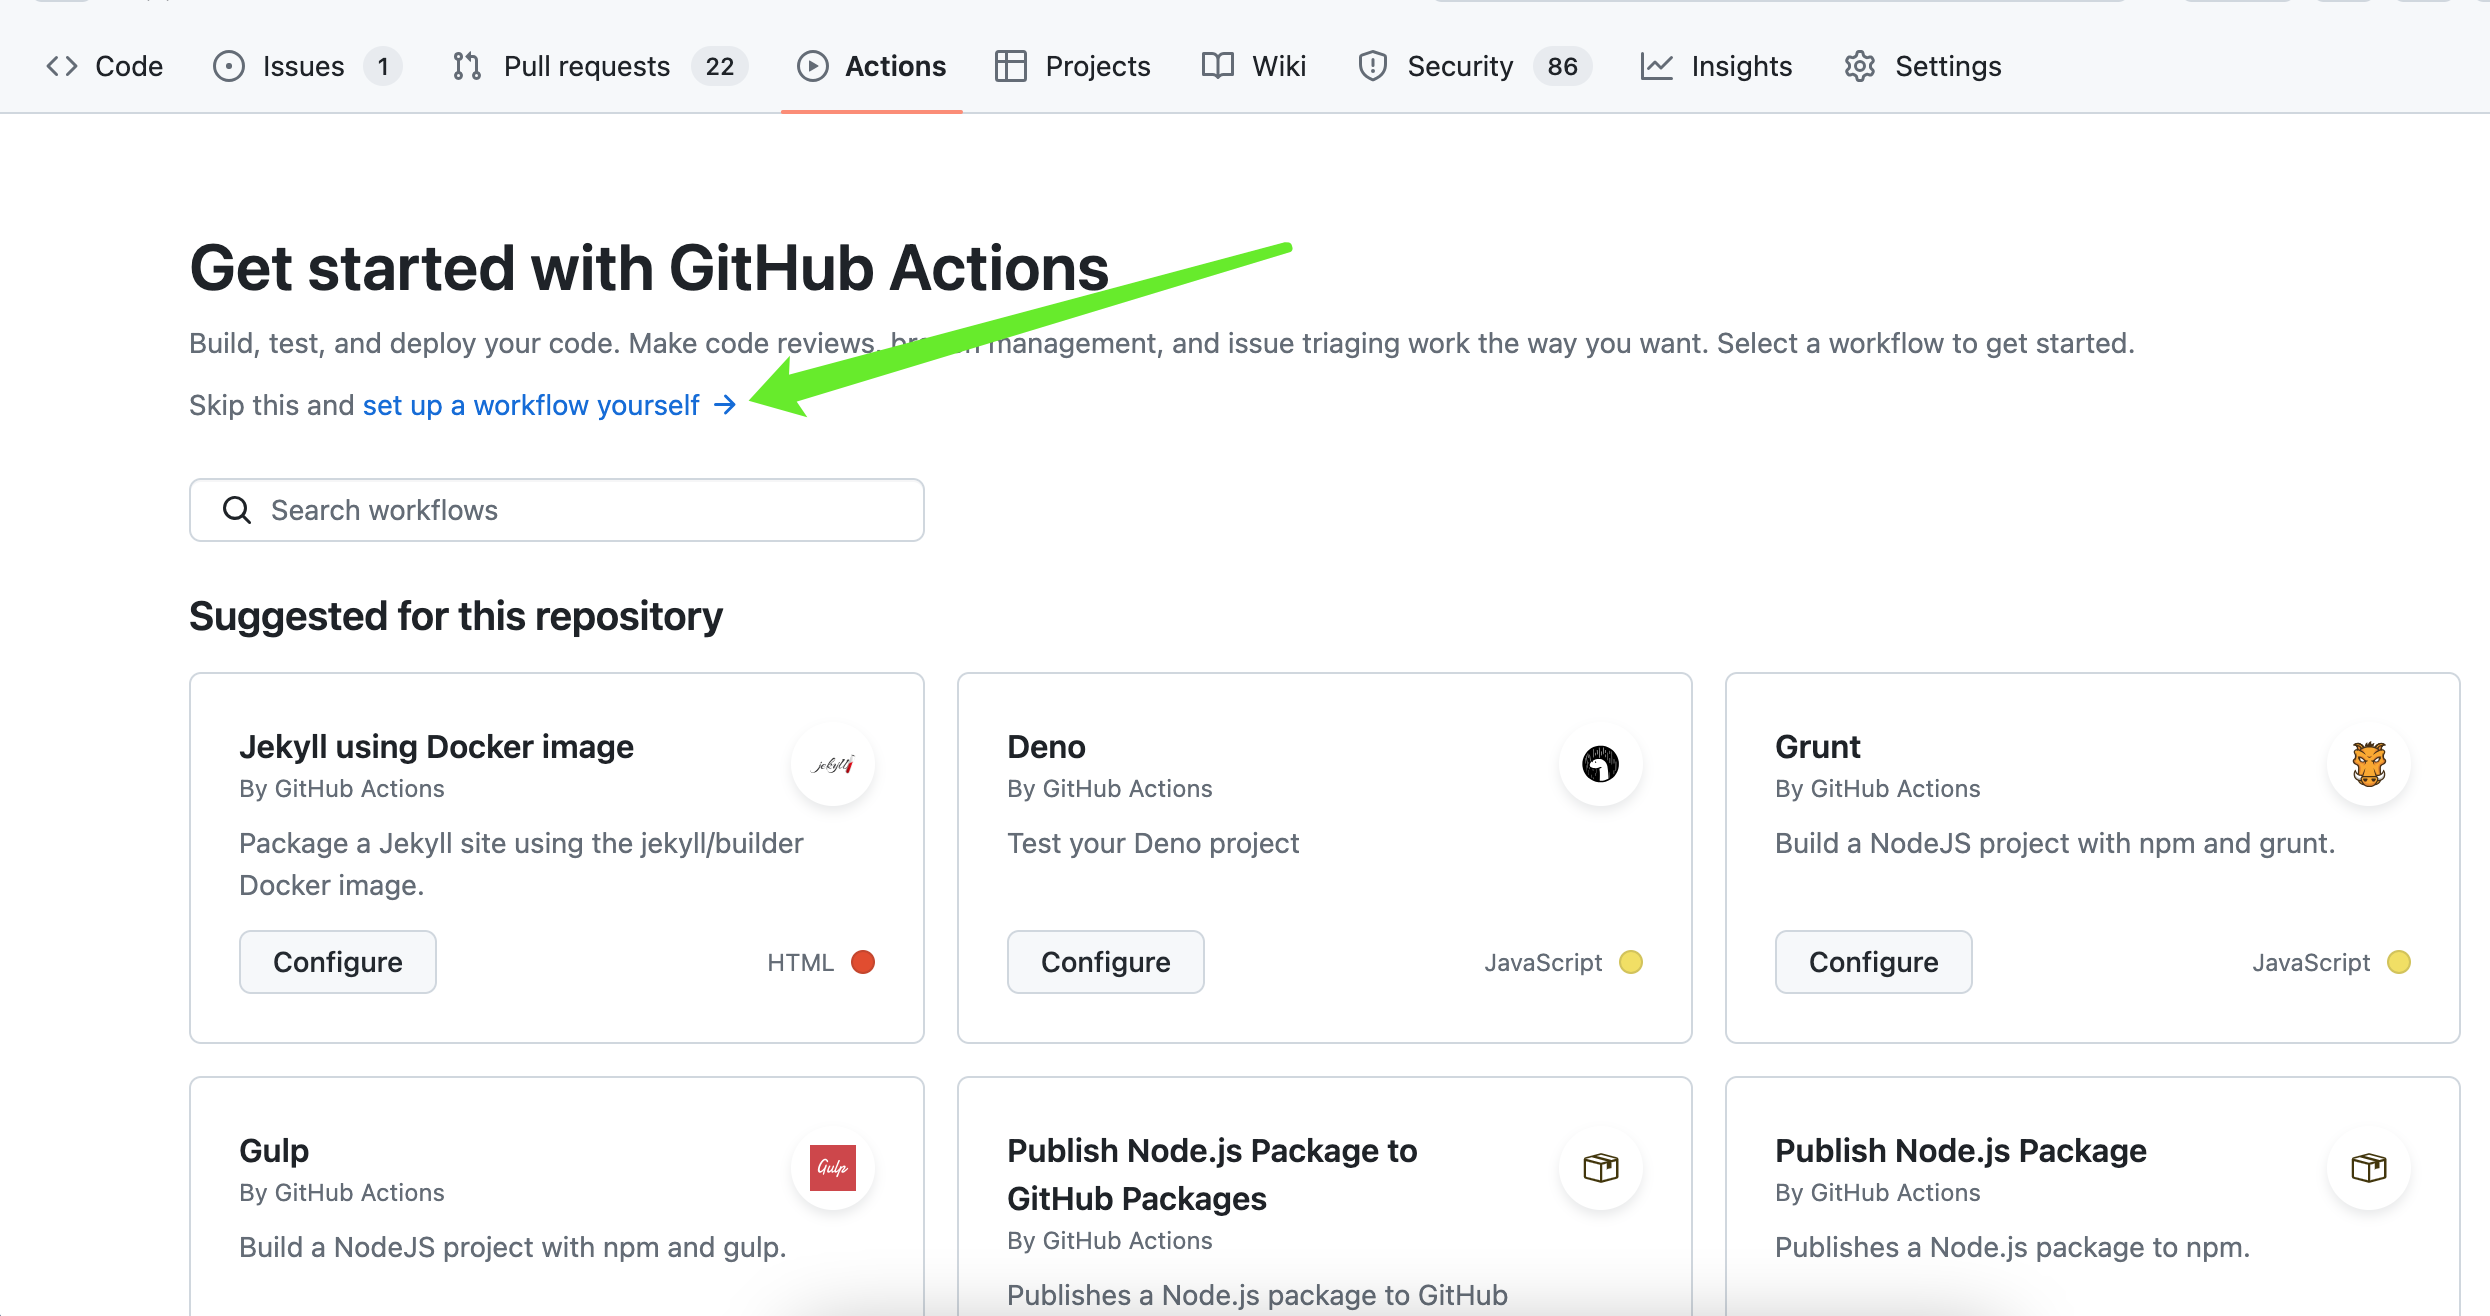 Code Issues 1 Pull requests 22 Actions Projects Wiki Security 86 Insights Settings
Get started with GitHub Actions
Build, test, and deploy your code. Make code reviews, management, and issue triaging work the way you want. Select a workflow to get started.
Skip this and set up a workflow yourself →
Search workflows
Suggested for this repository
Jekyll using Docker image
By GitHub Actions
jekyll
Package a Jekyll site using the jekyll/builder
Docker image.
Configure
HTML
Deno
By GitHub Actions
Test your Deno project
Configure
JavaScript
Grunt
By GitHub Actions
Build a NodeJS project with npm and grunt.
Configure
JavaScript
Gulp
By GitHub Actions
Gulp
Build a NodeJS project with npm and gulp.
Publish Node.js Package to
GitHub Packages
By GitHub Actions
Publishes a Node.js package to GitHub
Publish Node.js Package
By GitHub Actions
Publishes a Node.js package to npm.